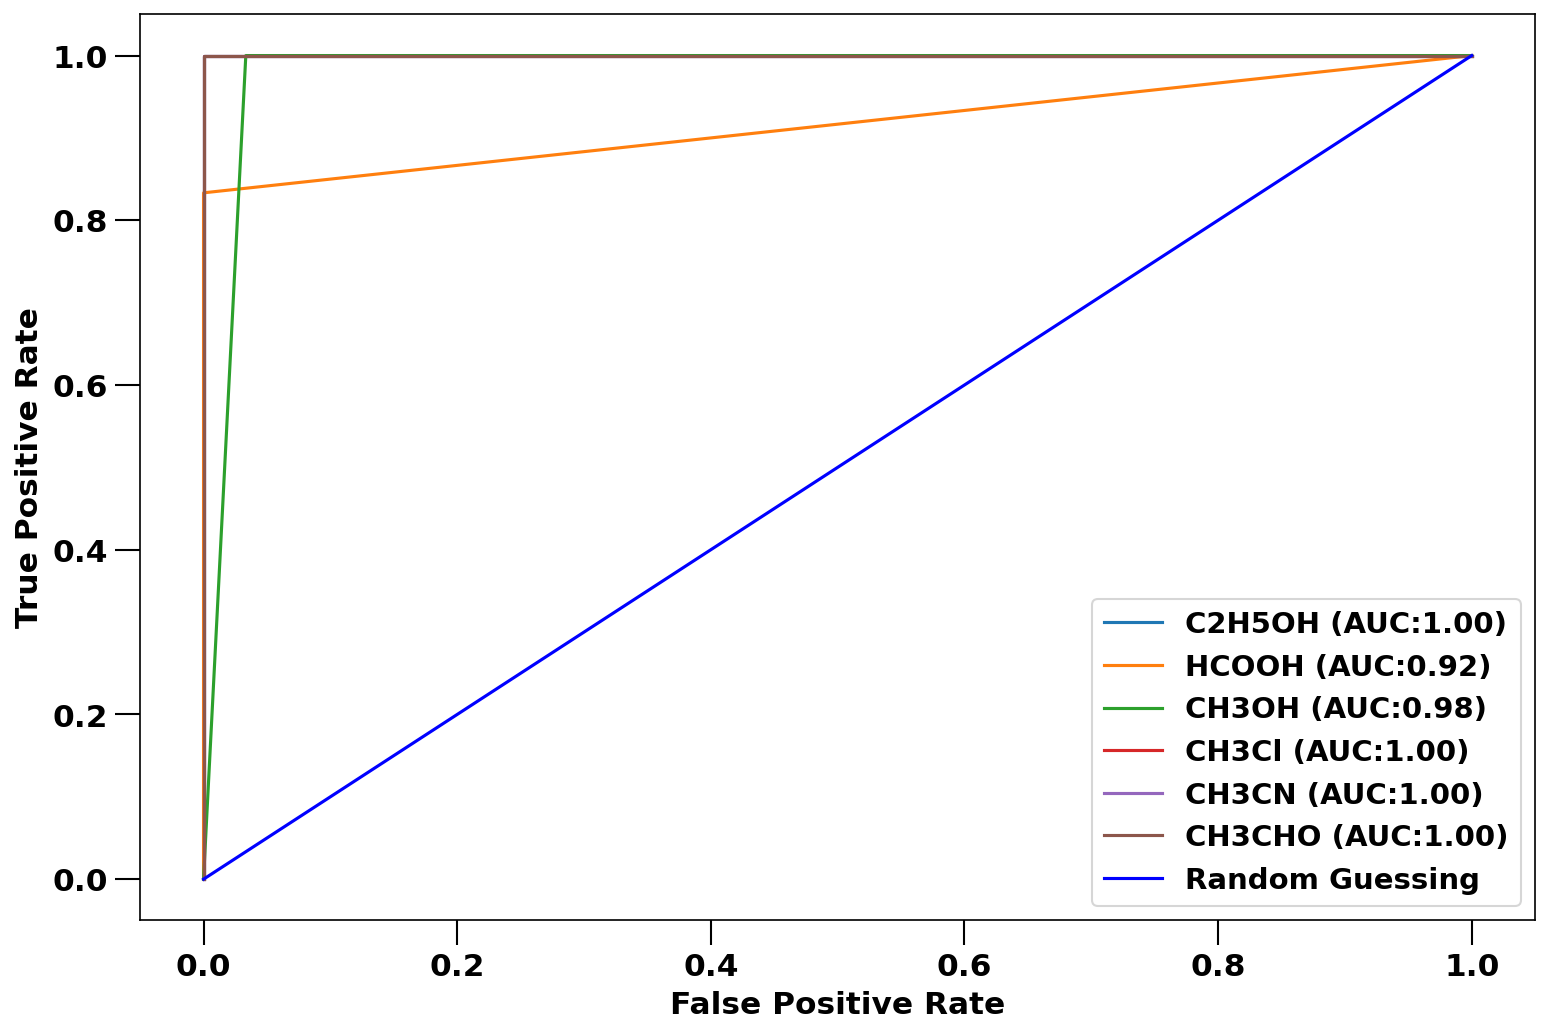 1.0
0.8
0.6
0.4
0.2
0.0
True Positive Rate
C2H5OH (AUC:1.00)
HCOOH (AUC:0.92)
CH3OH (AUC:0.98)
CH3Cl (AUC:1.00)
CH3CN (AUC:1.00)
CH3CHO (AUC:1.00)
Random Guessing
0.0 0.2 0.4 0.6 0.8 1.0
False Positive Rate